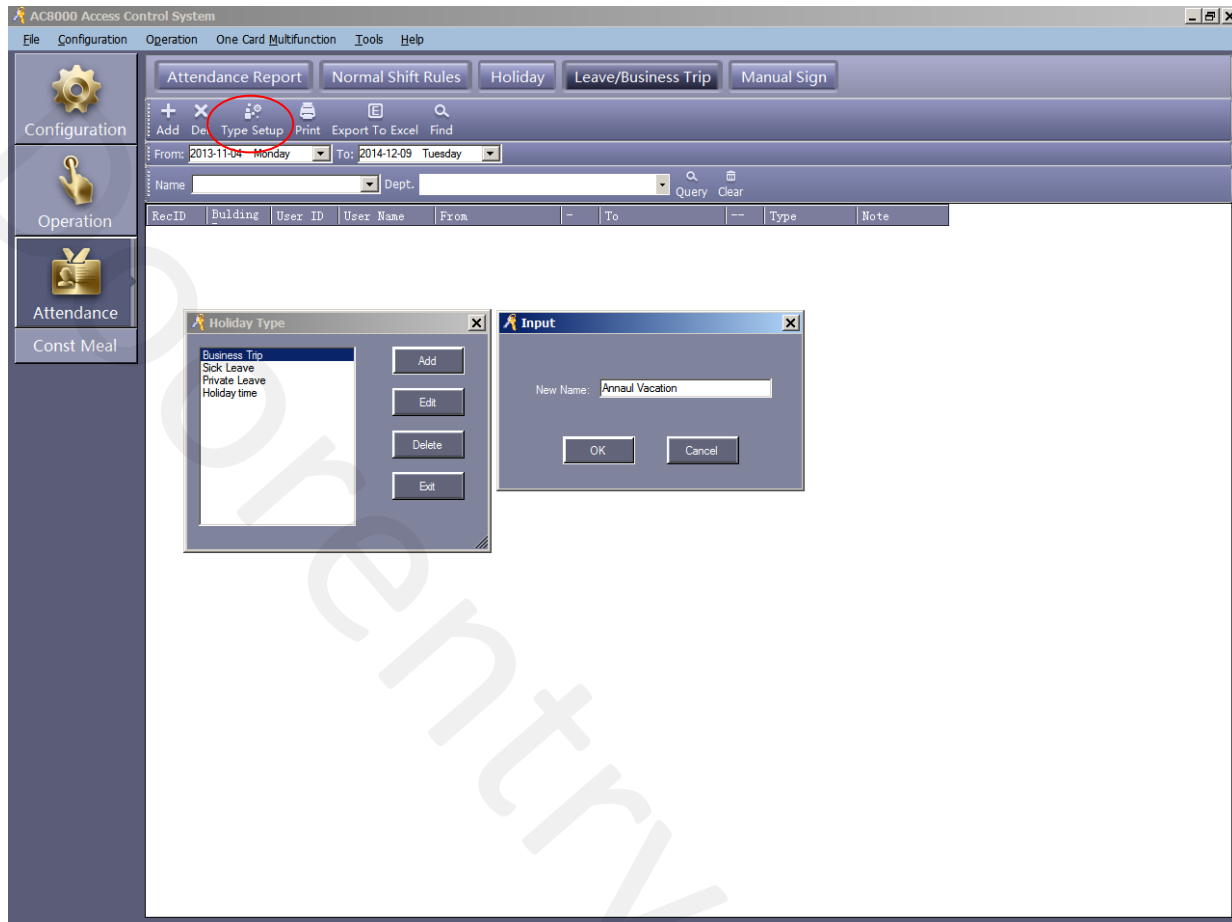 AC8000 Access Control System
File Configuration Operation One Card Multifunction Tools Help
Attendance Report Normal Shift Rules Holiday Leave/Business Trip Manual Sign
Configuration
Add De Type Setup Print Export To Excel Find
From: 2013-11-04 Monday To: 2014-12-09 Tuesday
Name Dept. Query Clear
Operation
RecID Bulding User ID User Name From - To -- Type Note
Attendance
Const Meal
Holiday Type
Business Trip
Sick Leave
Private Leave
Holiday time
Add
Edit
Delete
Exit
Input
New Name: Annaul Vacation
OK Cancel
Doorentry